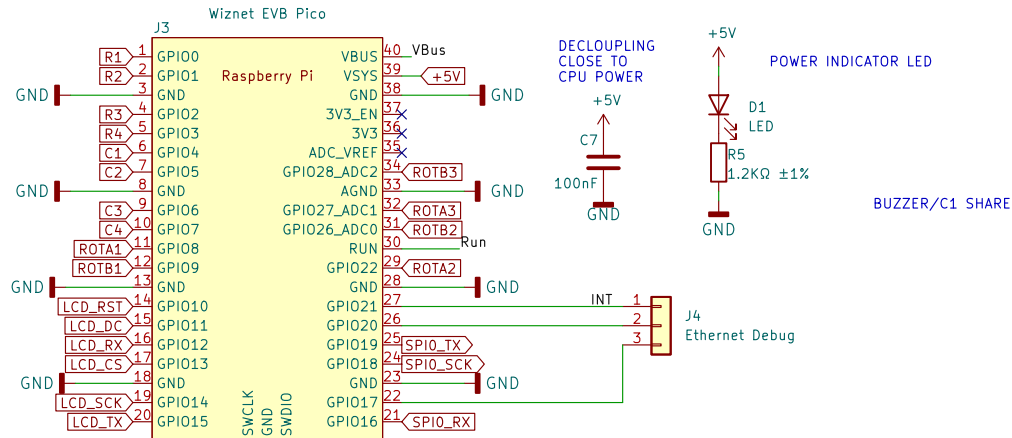 Wiznet EVB Pico
J3
Raspberry Pi
R1 1 GPIO0 VBUS 40 VBus
R2 2 GPIO1 VSYS 39 +5V
GND 3 GND GND 38 GND
R3 4 GPIO2 3V3_EN 37
R4 5 GPIO3 3V3 36
C1 6 GPIO4 ADC_VREF 35
C2 7 GPIO5 GPIO28_ADC2 34 ROTB3
GND 8 GND AGND 33 GND
C3 9 GPIO6 GPIO27_ADC1 32 ROTA3
C4 10 GPIO7 GPIO26_ADC0 31 ROTB2
ROTA1 11 GPIO8 RUN 30 Run
ROTB1 12 GPIO9 GPIO22 29 ROTA2
GND 13 GND GND 28 GND
LCD_RST 14 GPIO10 GPIO21 27 INT 1
LCD_DC 15 GPIO11 GPIO20 26 2
LCD_RX 16 GPIO12 GPIO19 25 SPI0_TX 3
LCD_CS 17 GPIO13 GPIO18 24 SPI0_SCK
GND 18 GND GND 23 GND
LCD_SCK 19 GPIO14 GPIO17 22
LCD_TX 20 GPIO15 GPIO16 21 SPI0_RX
SWCLK
GND
SWDIO
J4
Ethernet Debug
DECLOUPLING
CLOSE TO
CPU POWER
+5V
C7
100nF
GND
+5V
POWER INDICATOR LED
D1
LED
R5
1.2KΩ ±1%
GND
BUZZER/C1 SHARE